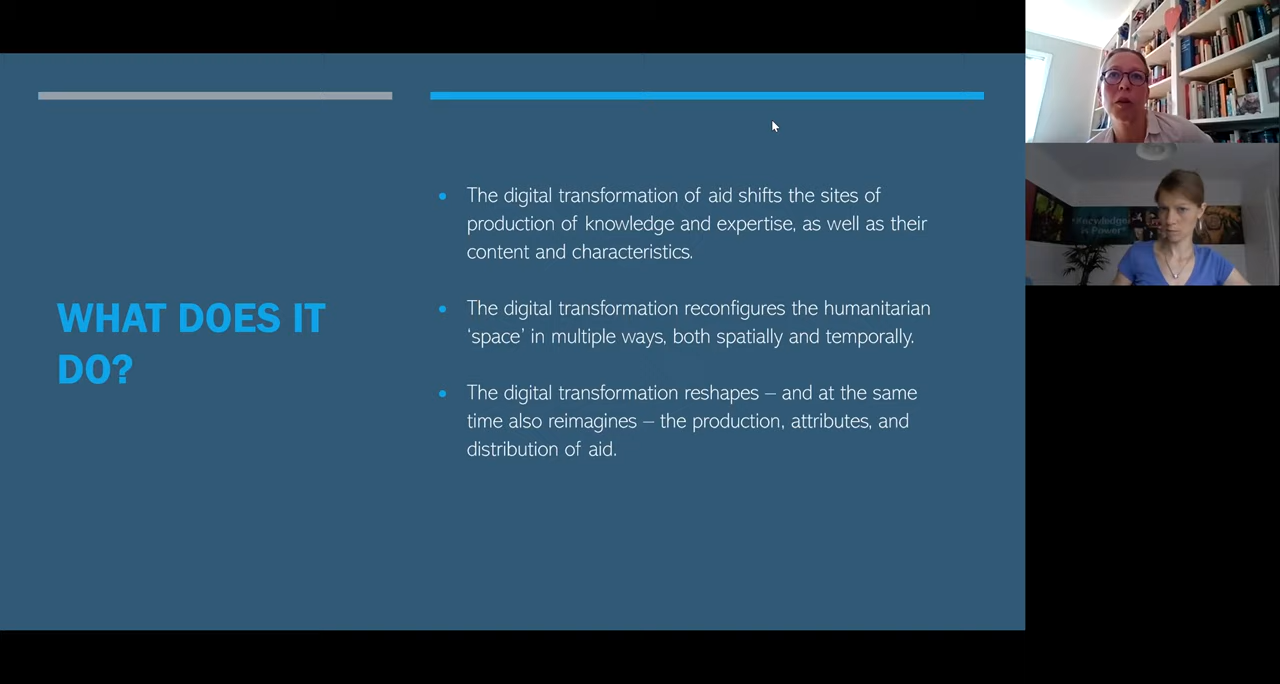 WHAT DOES IT
DO?
The digital transformation of aid shifts the sites of
production of knowledge and expertise, as well as their
content and characteristics.
The digital transformation reconfigures the humanitarian
‘space’ in multiple ways, both spatially and temporally.
The digital transformation reshapes – and at the same
time also reimagines – the production, attributes, and
distribution of aid.
"Knowledge
is Power"